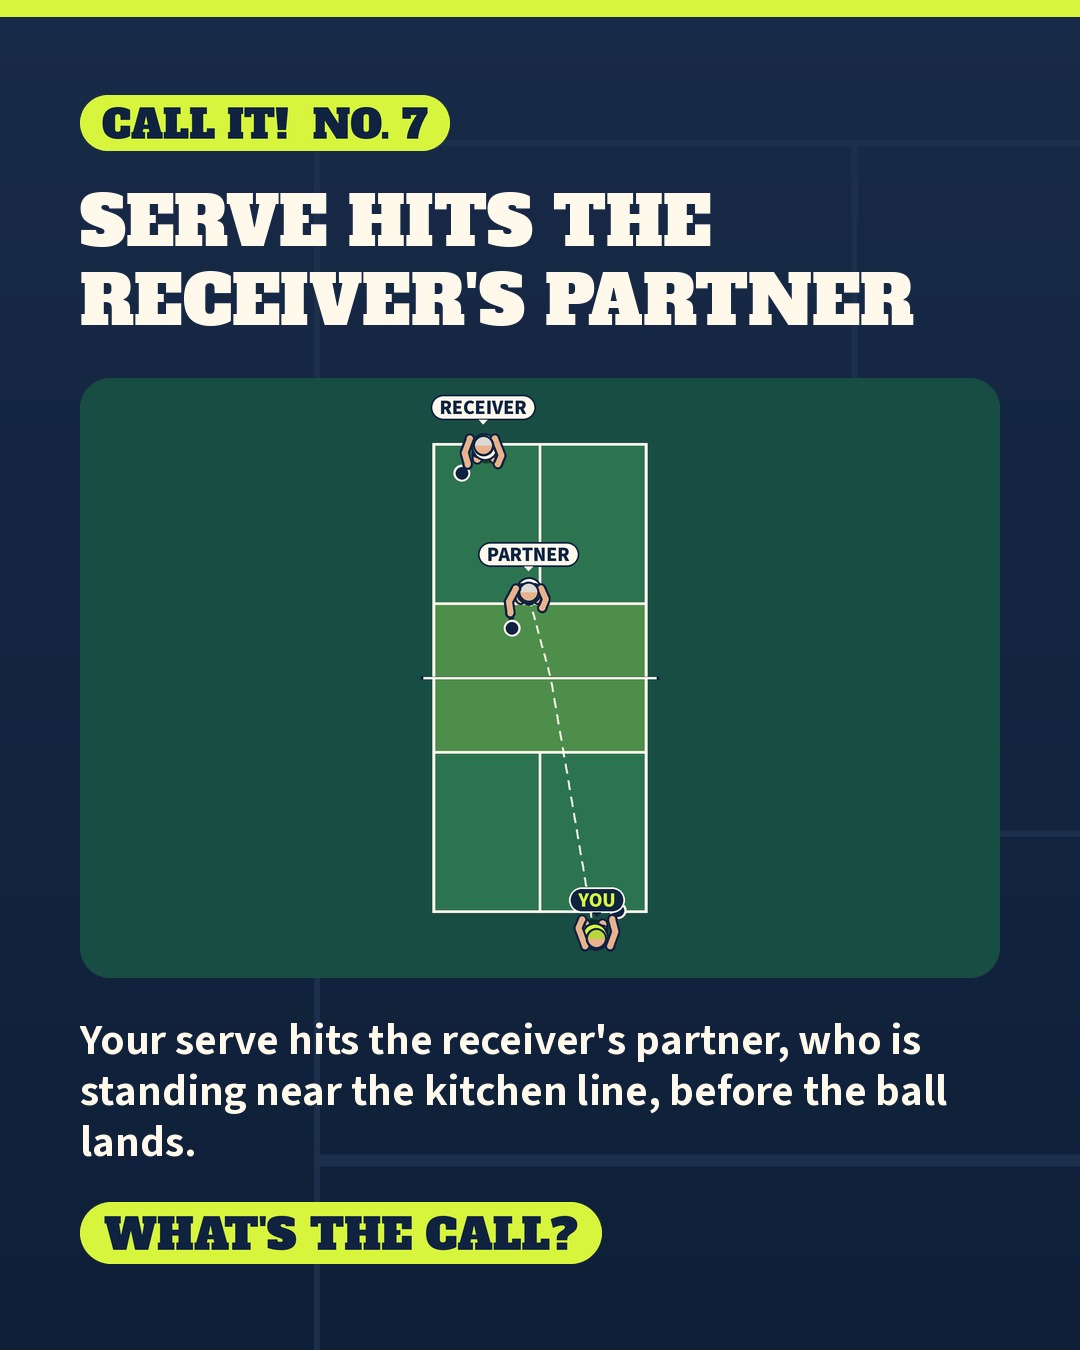 CALL IT! NO. 7
SERVE HITS THE
RECEIVER'S PARTNER
RECEIVER
PARTNER
YOU
Your serve hits the receiver's partner, who is
standing near the kitchen line, before the ball
lands.
WHAT'S THE CALL?